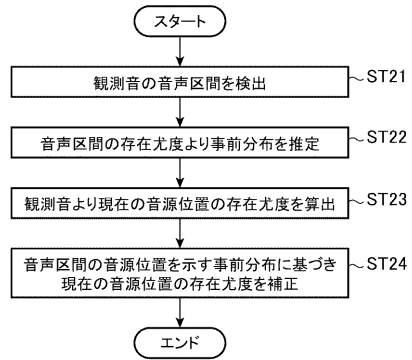 スタート
観測音の音声区間を検出
ST21
音声区間の存在尤度より事前分布を推定
ST22
観測音より現在の音源位置の存在尤度を算出
ST23
音声区間の音源位置を示す事前分布に基づき
現在の音源位置の存在尤度を補正
ST24
エンド